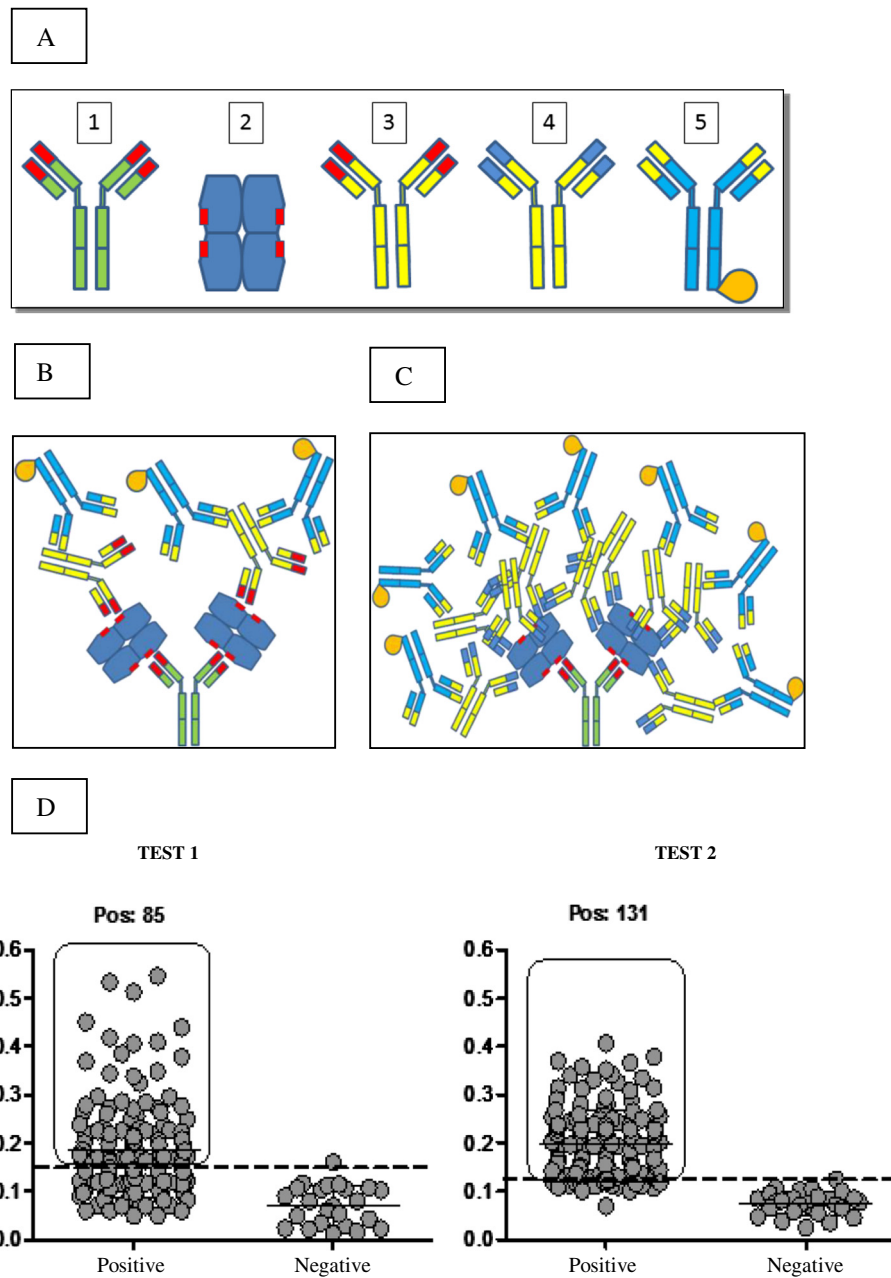 A
1 2 3 4 5
B
C
D
TEST 1 TEST 2
Pos: 85
Pos: 131
0.6 0.6
0.5 0.5
0.4 0.4
0.3 0.3
0.2 0.2
0.1 0.1
0.0 0.0
Positive Negative Positive Negative